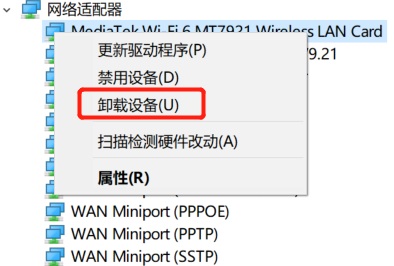 网络适配器
MediaTek Wi-Fi 6 MT7921 Wireless LAN Card
更新驱动程序(P)
9.21
禁用设备(D)
卸载设备(U)
扫描检测硬件改动(A)
属性(R)
WAN Miniport (PPPOE)
WAN Miniport (PPTP)
WAN Miniport (SSTP)